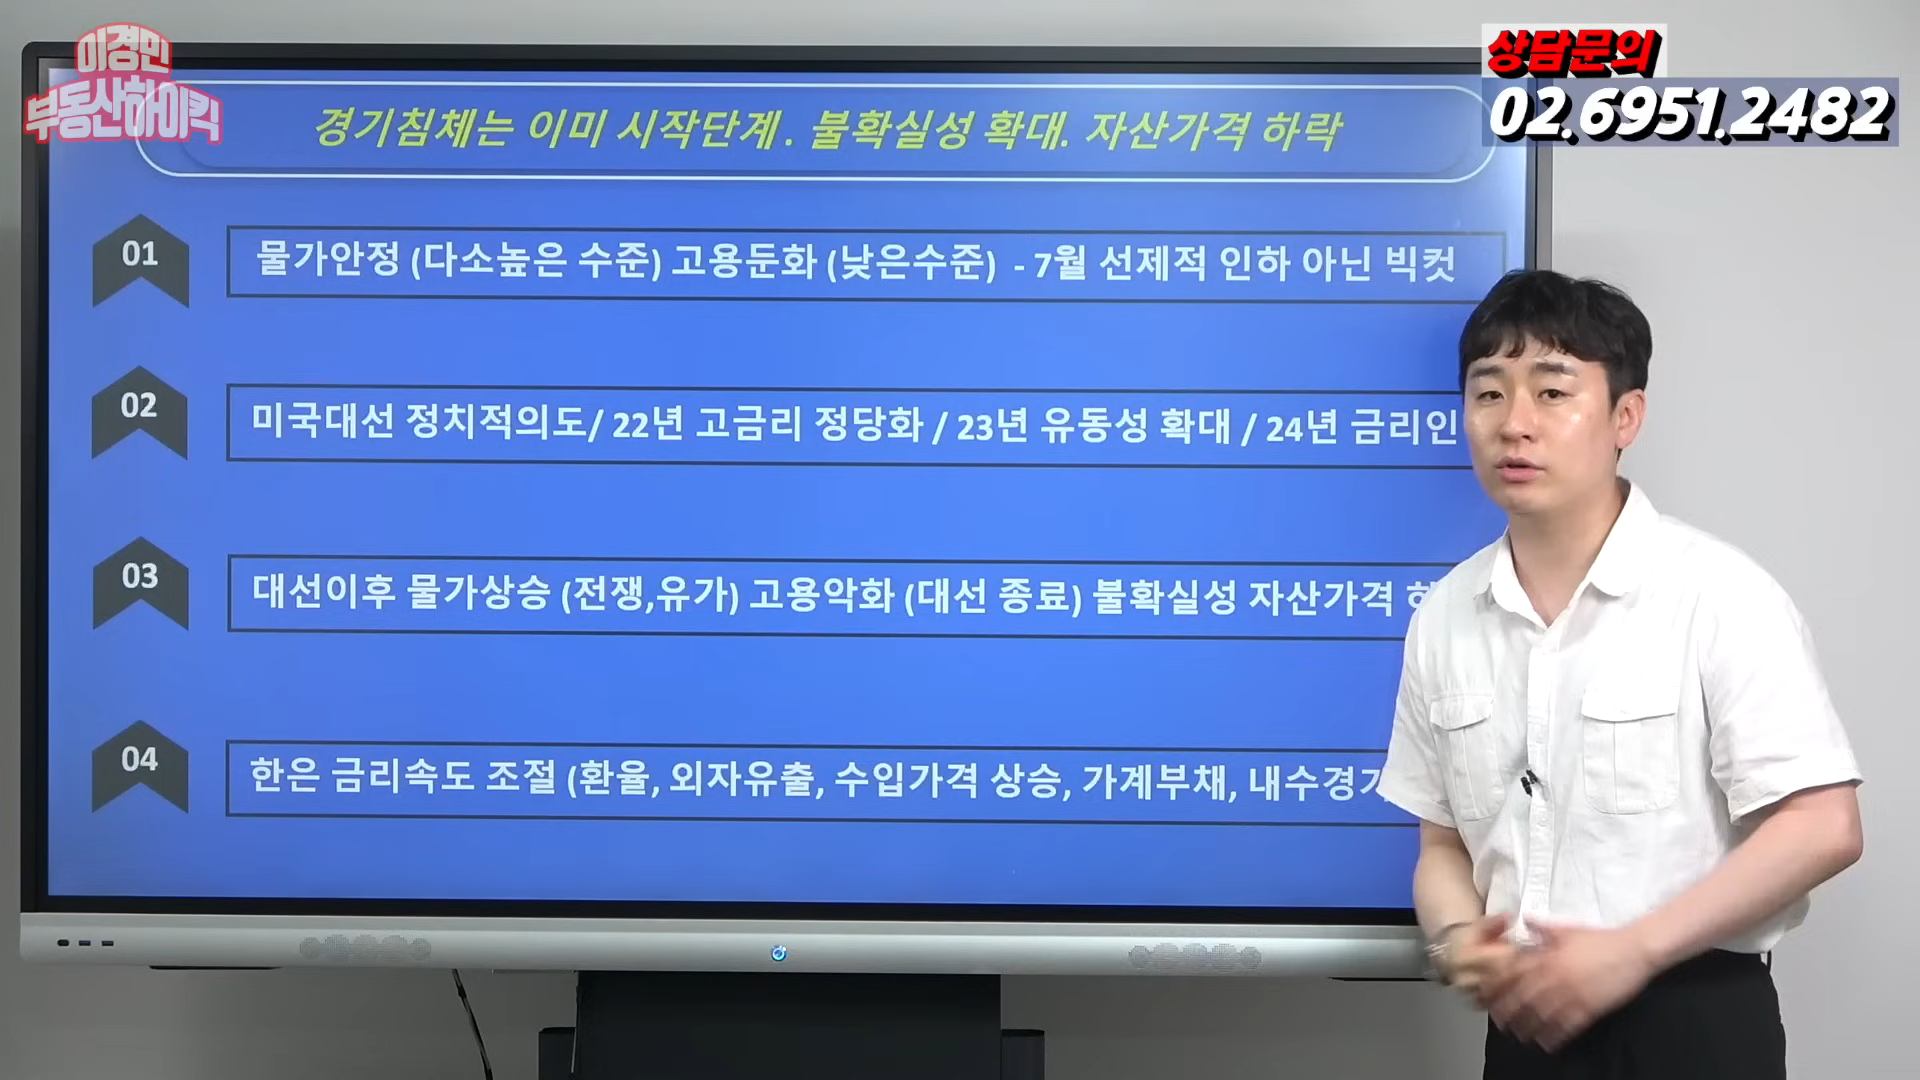 이경민
부동산하이킥
상담문의
02.6951.2482
경기침체는 이미 시작단계. 불확실성 확대. 자산가격 하락
01
물가안정 (다소높은 수준) 고용둔화 (낮은수준) - 7월 선제적 인하 아닌 빅컷
02
미국대선 정치적의도/ 22년 고금리 정당화 / 23년 유동성 확대 / 24년 금리인
03
대선이후 물가상승 (전쟁,유가) 고용악화 (대선 종료) 불확실성 자산가격
04
한은 금리속도 조절 (환율, 외자유출, 수입가격 상승, 가계부채, 내수경기